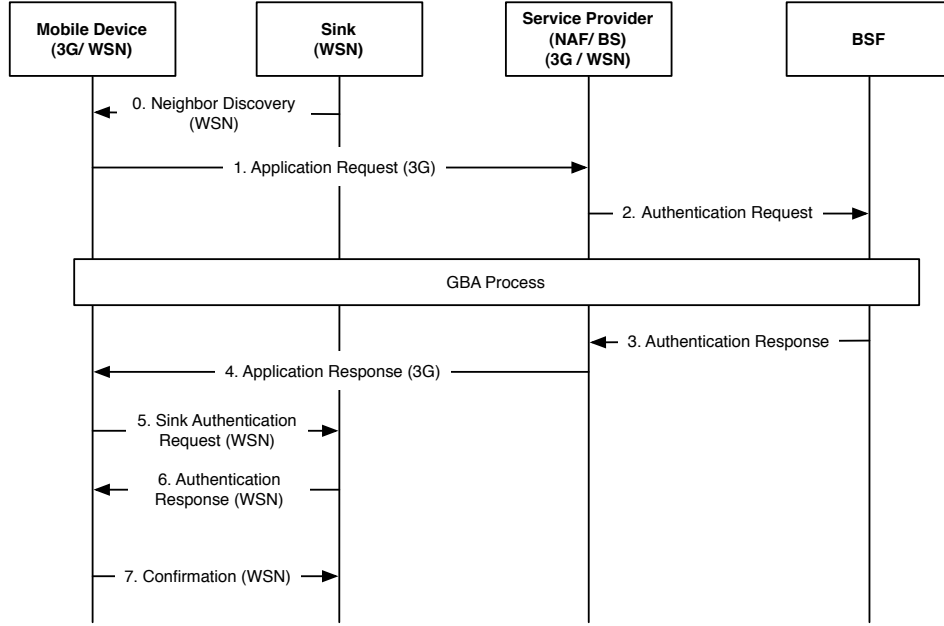 Mobile Device
(3G/ WSN)
Sink
(WSN)
Service Provider
(NAF/ BS)
(3G / WSN)
BSF
0. Neighbor Discovery
(WSN)
1. Application Request (3G)
2. Authentication Request
GBA Process
3. Authentication Response
4. Application Response (3G)
5. Sink Authentication
Request (WSN)
6. Authentication
Response (WSN)
7. Confirmation (WSN)